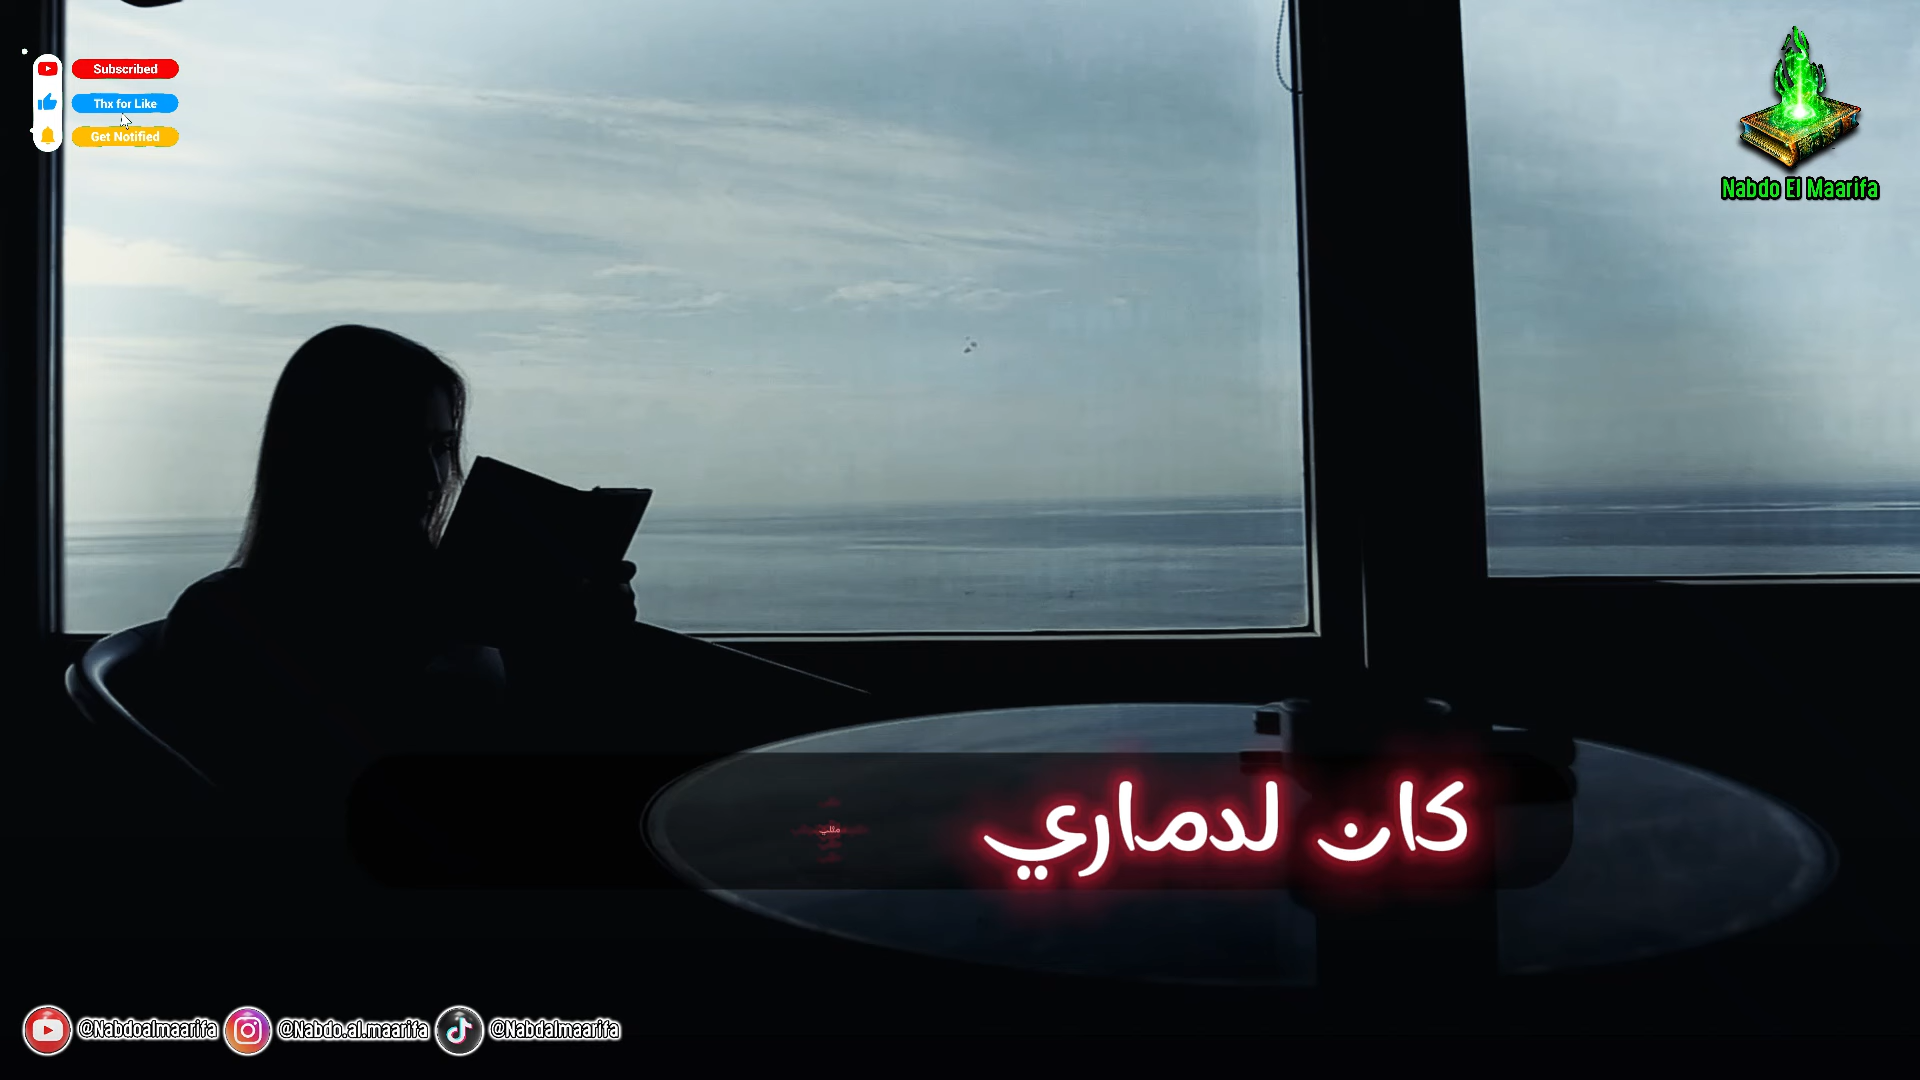 Subscribed
Thx for Like
Get Notified
Nabdo El Maarifa
كان لدماري
@Nabdoalmaarifa @Nabdo.al.maarifa @Nabdalmaarifa